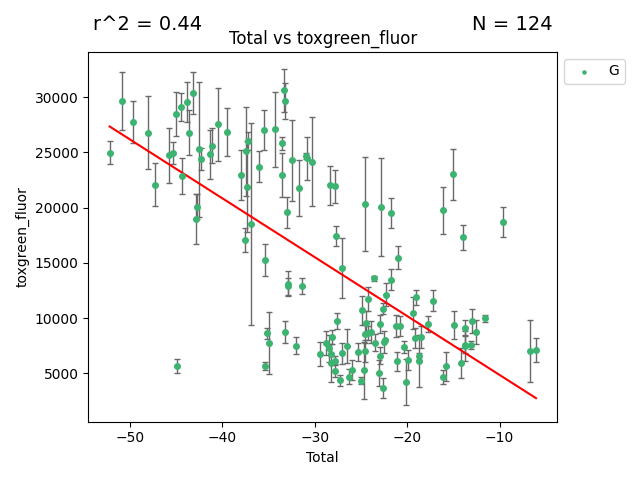 r^2 = 0.44
N = 124
Total vs toxgreen_fluor
G
30000
25000
20000
15000
10000
5000
toxgreen_fluor
−50
−40
−30
−20
−10
Total